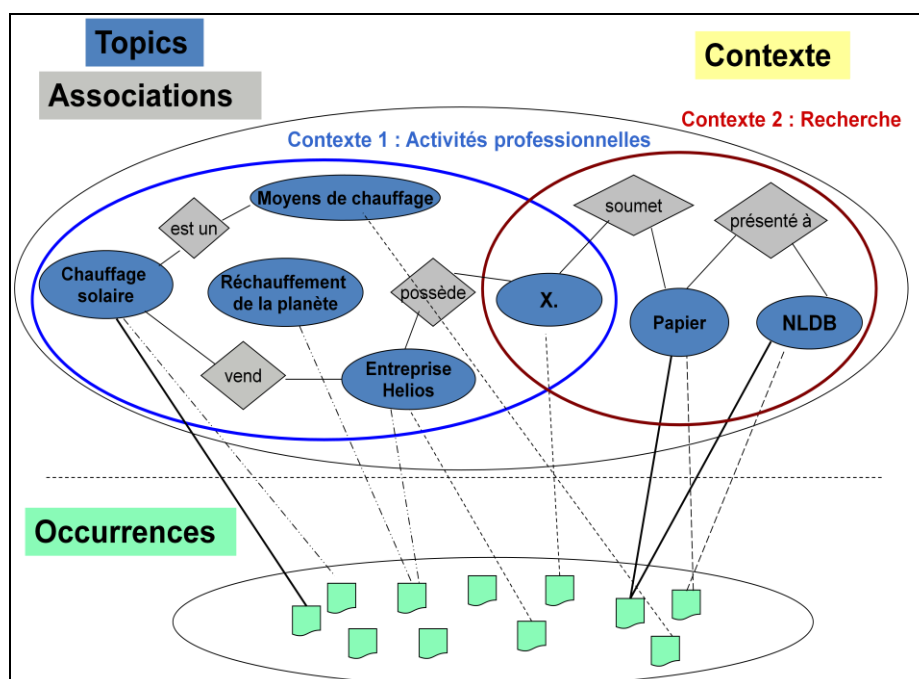 Topics
Contexte
Associations
Contexte 2 : Recherche
Contexte 1 : Activités professionnelles
Moyens de chauffage
est un
soumet
présenté à
Chauffage
solaire
Réchauffement
de la planète
possède
X.
Papier
NLDB
vend
Entreprise
Helios
Occurrences